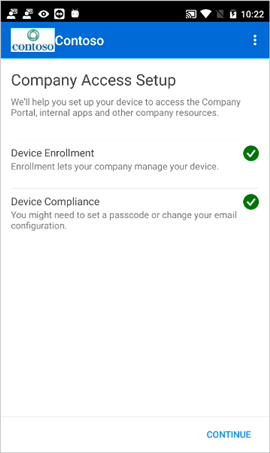 10:22
contoso
Contoso
Company Access Setup
We'll help you set up your device to access the Company
Portal, internal apps and other company resources.
Device Enrollment
Enrollment lets your company manage your device.
Device Compliance
You might need to set a passcode or change your email
configuration.
CONTINUE